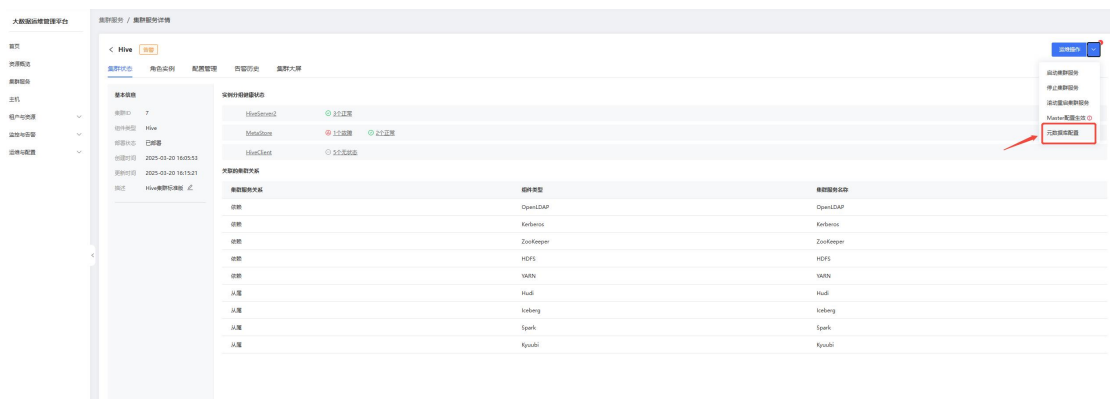 大数据运维管理平台
集群服务 / 集群服务详情
首页
资源概览
集群服务
主机
租户与资源
监控与告警
运维与配置
< Hive 告警
运维操作
集群状态 角色实例 配置管理 告警历史 集群大屏
启动集群服务
停止集群服务
滚动重启集群服务
Master配置生效
元数据库配置
基本信息
集群ID 7
组件类型 Hive
部署状态 已部署
创建时间 2025-03-20 16:05:53
更新时间 2025-03-20 16:15:21
描述 Hive集群标准版
实例分组健康状态
HiveServer2 3个正常
MetaStore 1个故障 2个正常
HiveClient 5个无状态
关联的集群关系
集群服务关系 组件类型 集群服务名称
依赖 OpenLDAP OpenLDAP
依赖 Kerberos Kerberos
依赖 ZooKeeper ZooKeeper
依赖 HDFS HDFS
依赖 YARN YARN
从属 Hudi Hudi
从属 Iceberg Iceberg
从属 Spark Spark
从属 Kyuubi Kyuubi